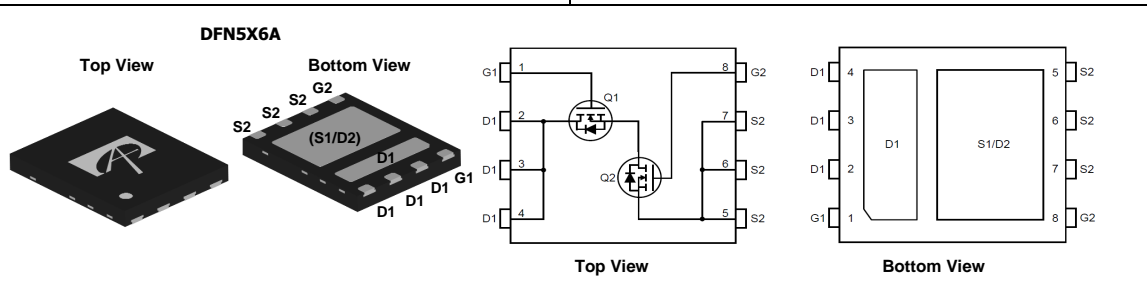 DFN5X6A
Top View
Bottom View
S2 S2 S2 G2
(S1/D2)
D1
D1 D1 D1 G1
G1 1
D1 2
D1 3
D1 4
Q1
Q2
8 G2
7 S2
6 S2
5 S2
Top View
D1 4
D1 3
D1 2
G1 1
D1
S1/D2
5 S2
6 S2
7 S2
8 G2
Bottom View